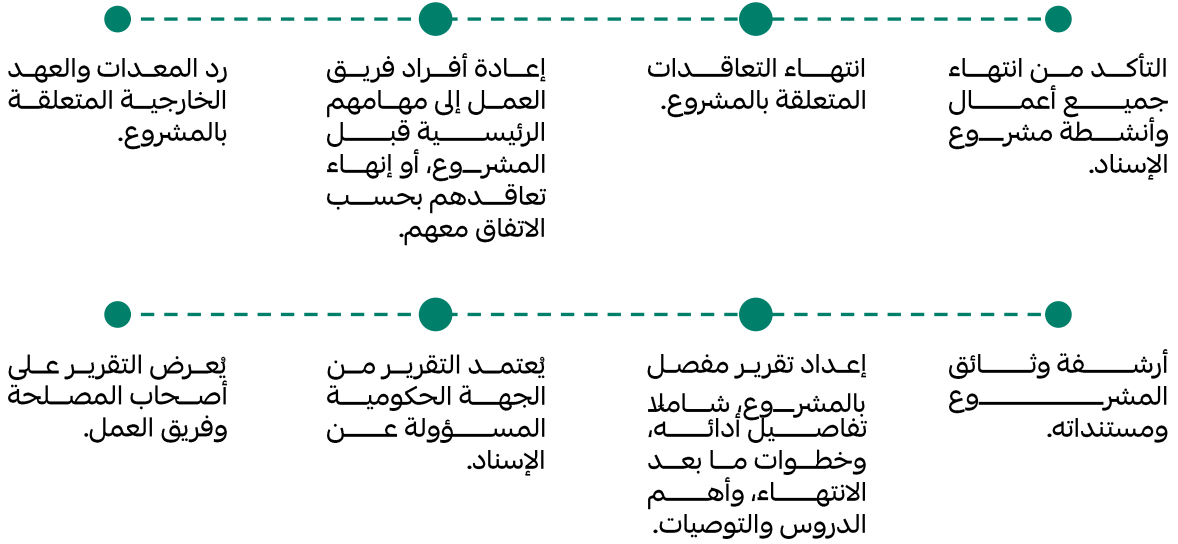 التأكد من انتهاء
جميع أعمال
وأنشطة مشروع
الإسناد.
انتهاء التعاقدات
المتعلقة بالمشروع.
إعادة أفراد فريق
العمل إلى مهامهم
الرئيسية قبل
المشروع، أو إنهاء
تعاقدهم بحسب
الاتفاق معهم.
رد المعدات والعهد
الخارجية المتعلقة
بالمشروع.
أرشفة وثائق
المشروع
ومستنداته.
إعداد تقرير مفصل
بالمشروع، شاملا
تفاصيل أدائه،
وخطوات ما بعد
الانتهاء، وأهم
الدروس والتوصيات.
يُعتمد التقرير من
الجهة الحكومية
المسؤولة عن
الإسناد.
يُعرض التقرير على
أصحاب المصلحة
وفريق العمل.